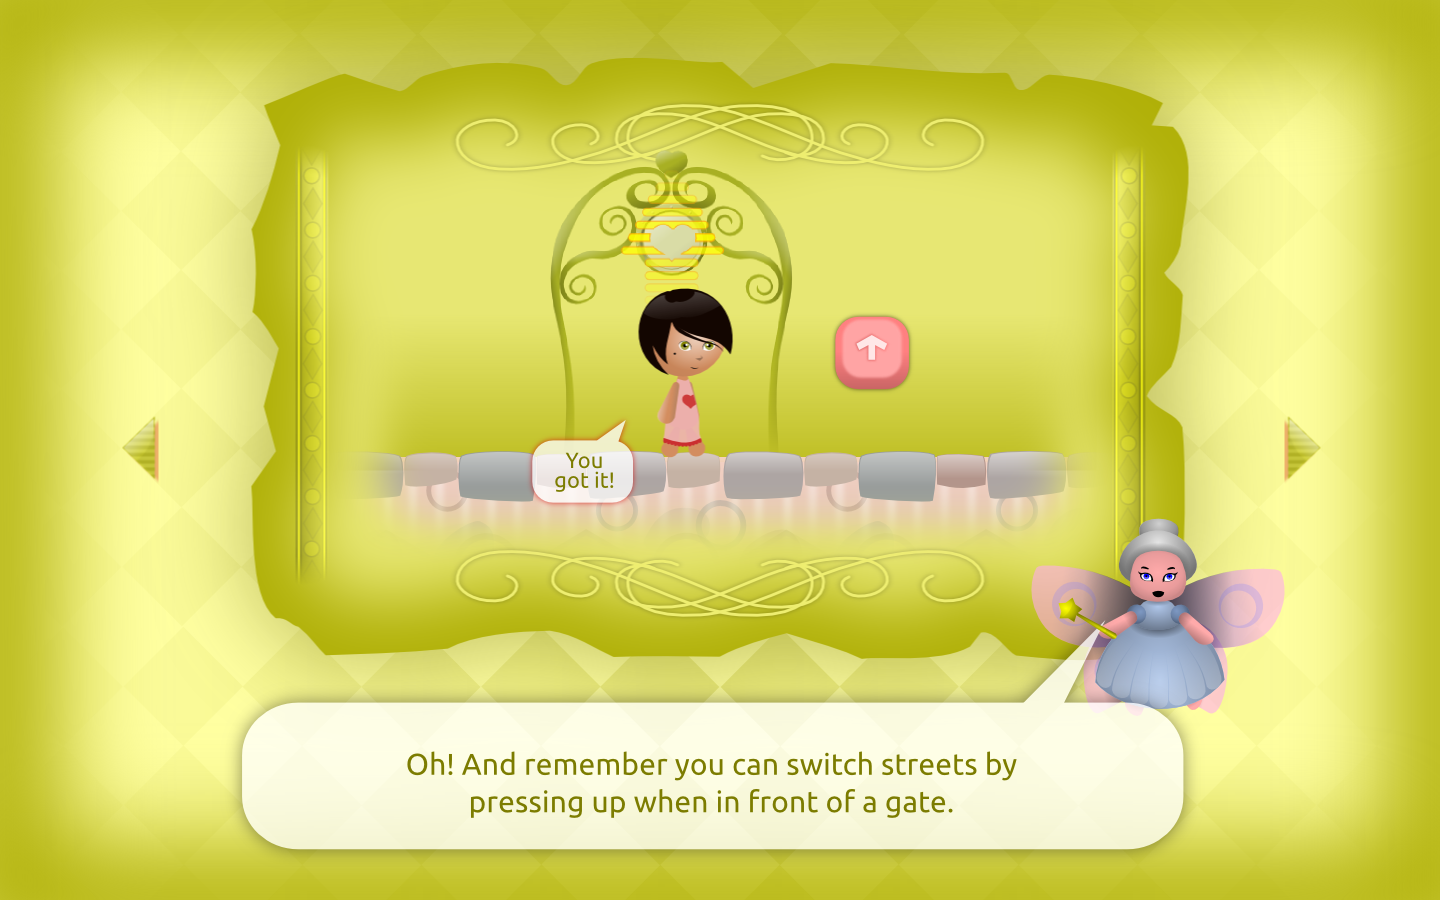 You
got it!
Oh! And remember you can switch streets by
pressing up when in front of a gate.